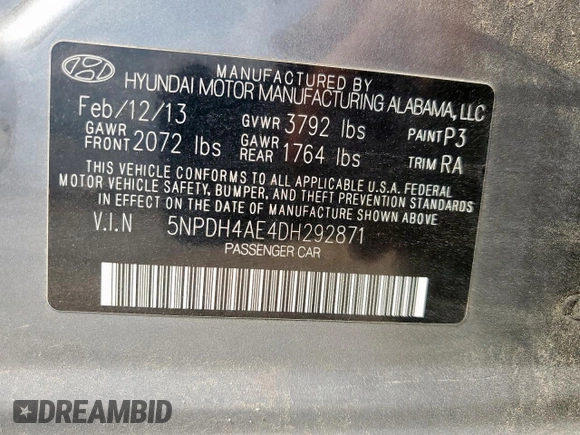 MANUFACTURED BY
HYUNDAI MOTOR MANUFACTURING ALABAMA, LLC
Feb/12/13 GVWR 3792 lbs PAINT P3
GAWR FRONT 2072 lbs GAWR REAR 1764 lbs TRIM RA
THIS VEHICLE CONFORMS TO ALL APPLICABLE U.S.A. FEDERAL
MOTOR VEHICLE SAFETY, BUMPER, AND THEFT PREVENTION STANDARDS
IN EFFECT ON THE DATE OF MANUFACTURE SHOWN ABOVE.
V.I.N 5NPDH4AE4DH292871
PASSENGER CAR
DREAMBID